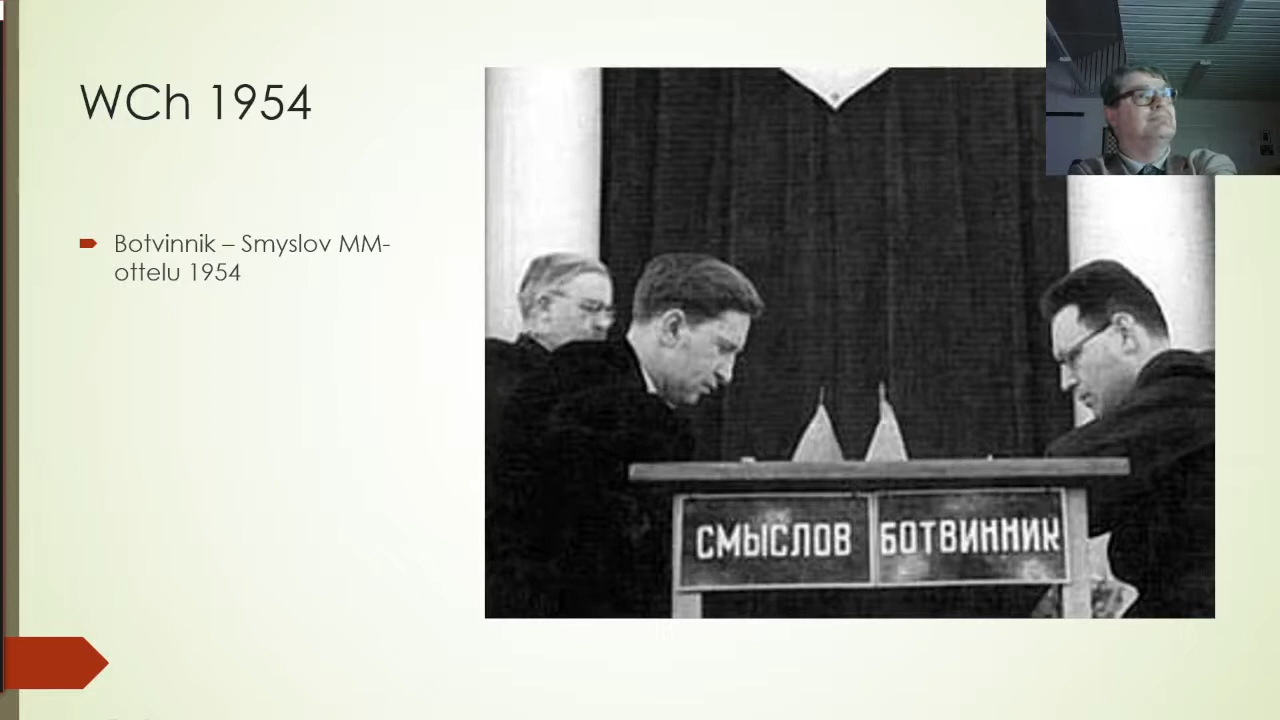 WCh 1954
Botvinnik – Smyslov MM-
ottelu 1954
СМЫСЛОВ БОТВИННИК